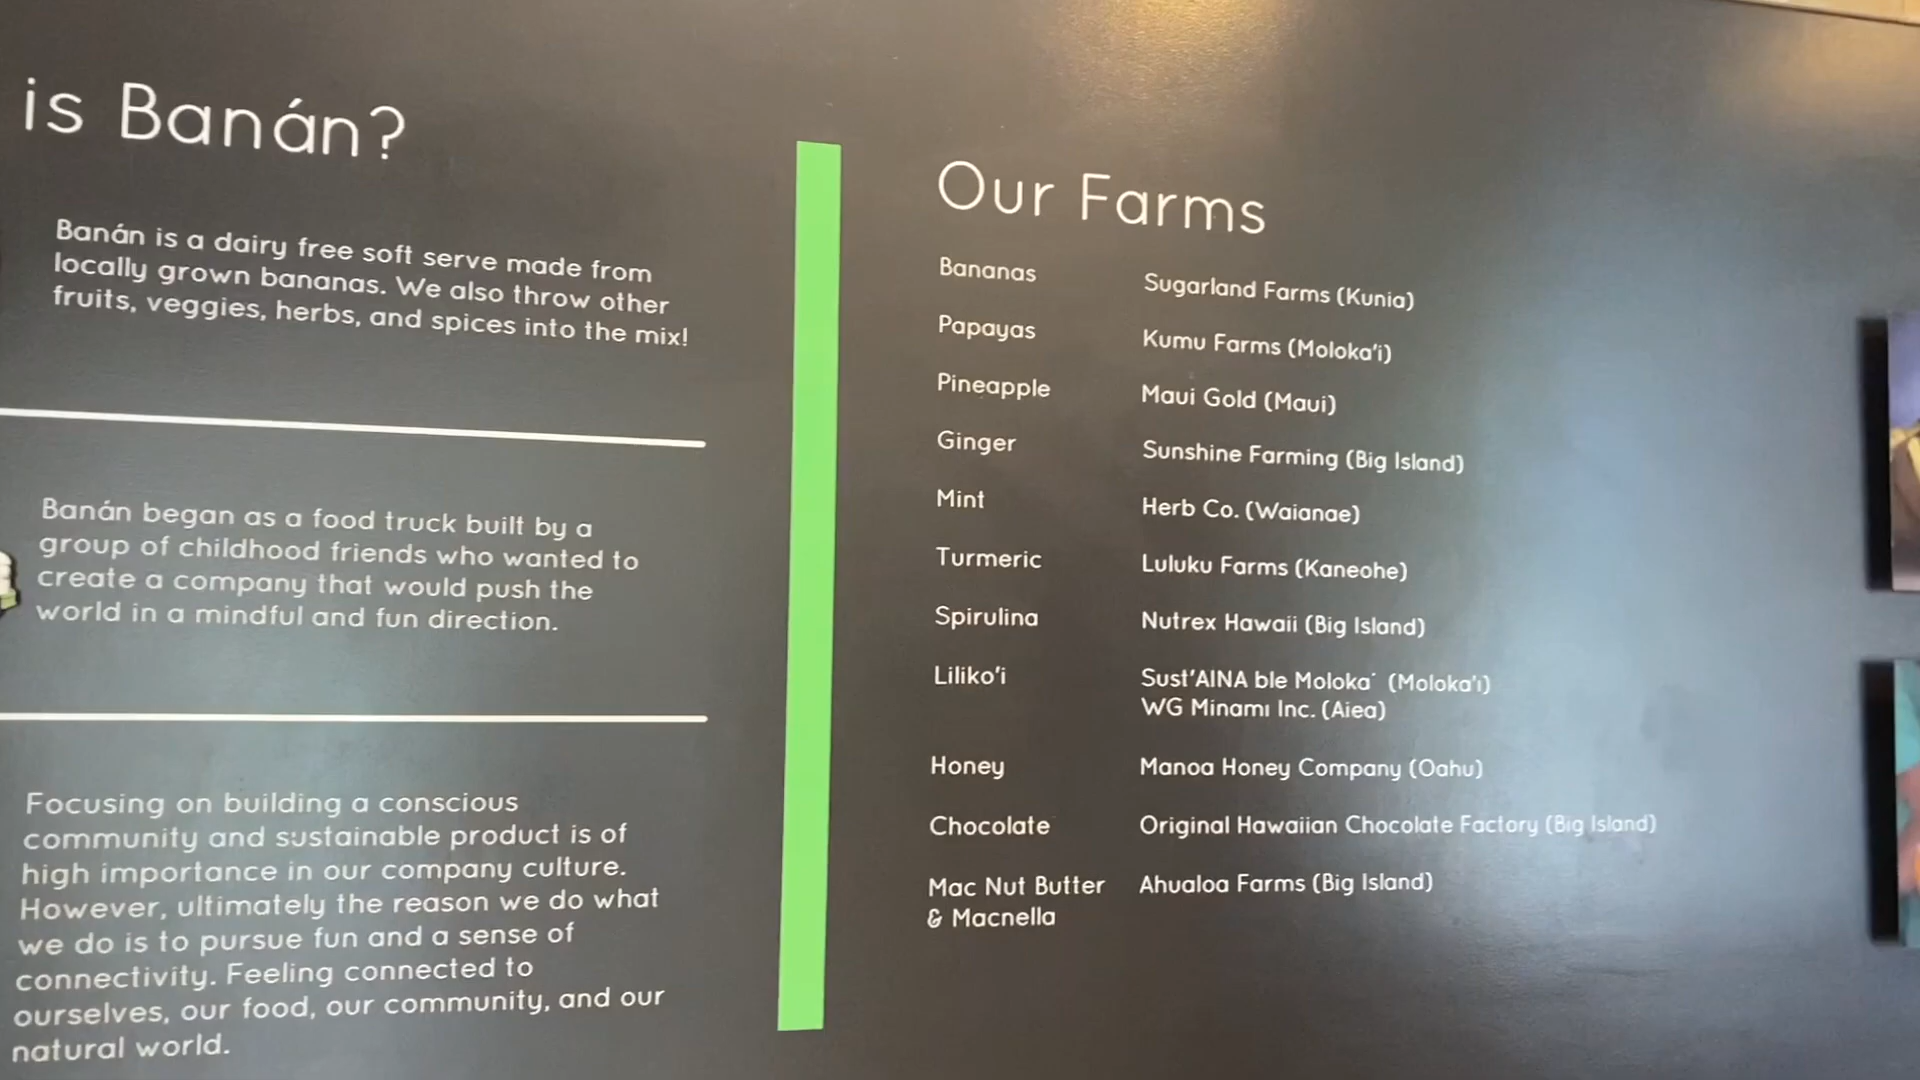 is Banán?
Banán is a dairy free soft serve made from
locally grown bananas. We also throw other
fruits, veggies, herbs, and spices into the mix!
Banán began as a food truck built by a
group of childhood friends who wanted to
create a company that would push the
world in a mindful and fun direction.
Focusing on building a conscious
community and sustainable product is of
high importance in our company culture.
However, ultimately the reason we do what
we do is to pursue fun and a sense of
connectivity. Feeling connected to
ourselves, our food, our community, and our
natural world.
Our Farms
Bananas Sugarland Farms (Kunia)
Papayas Kumu Farms (Moloka'i)
Pineapple Maui Gold (Maui)
Ginger Sunshine Farming (Big Island)
Mint Herb Co. (Waianae)
Turmeric Luluku Farms (Kaneohe)
Spirulina Nutrex Hawaii (Big Island)
Liliko'i Sust'AINA ble Moloka' (Moloka'i)
WG Minami Inc. (Aiea)
Honey Manoa Honey Company (Oahu)
Chocolate Original Hawaiian Chocolate Factory (Big Island)
Mac Nut Butter Ahualoa Farms (Big Island)
& Macnella